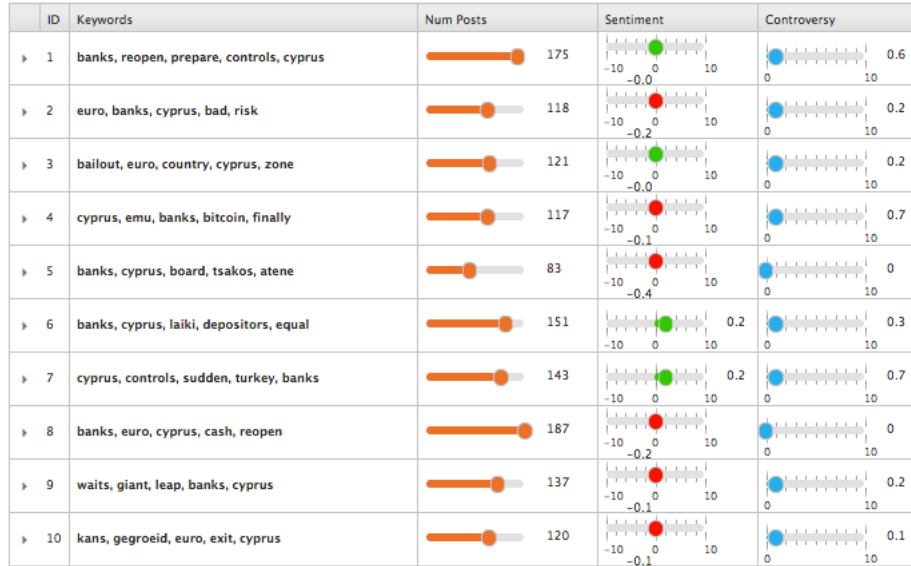 ID Keywords Num Posts Sentiment Controversy
1 banks, reopen, prepare, controls, cyprus 175 -10 0 10 -0.0 0 10 0.6
2 euro, banks, cyprus, bad, risk 118 -10 0 10 -0.2 0 10 0.2
3 bailout, euro, country, cyprus, zone 121 -10 0 10 -0.0 0 10 0.2
4 cyprus, emu, banks, bitcoin, finally 117 -10 0 10 -0.1 0 10 0.7
5 banks, cyprus, board, tsakos, atene 83 -10 0 10 -0.4 0 10 0
6 banks, cyprus, laiki, depositors, equal 151 -10 0 10 0.2 0 10 0.3
7 cyprus, controls, sudden, turkey, banks 143 -10 0 10 0.2 0 10 0.7
8 banks, euro, cyprus, cash, reopen 187 -10 0 10 -0.2 0 10 0
9 waits, giant, leap, banks, cyprus 137 -10 0 10 -0.1 0 10 0.2
10 kans, gegroeid, euro, exit, cyprus 120 -10 0 10 -0.1 0 10 0.1